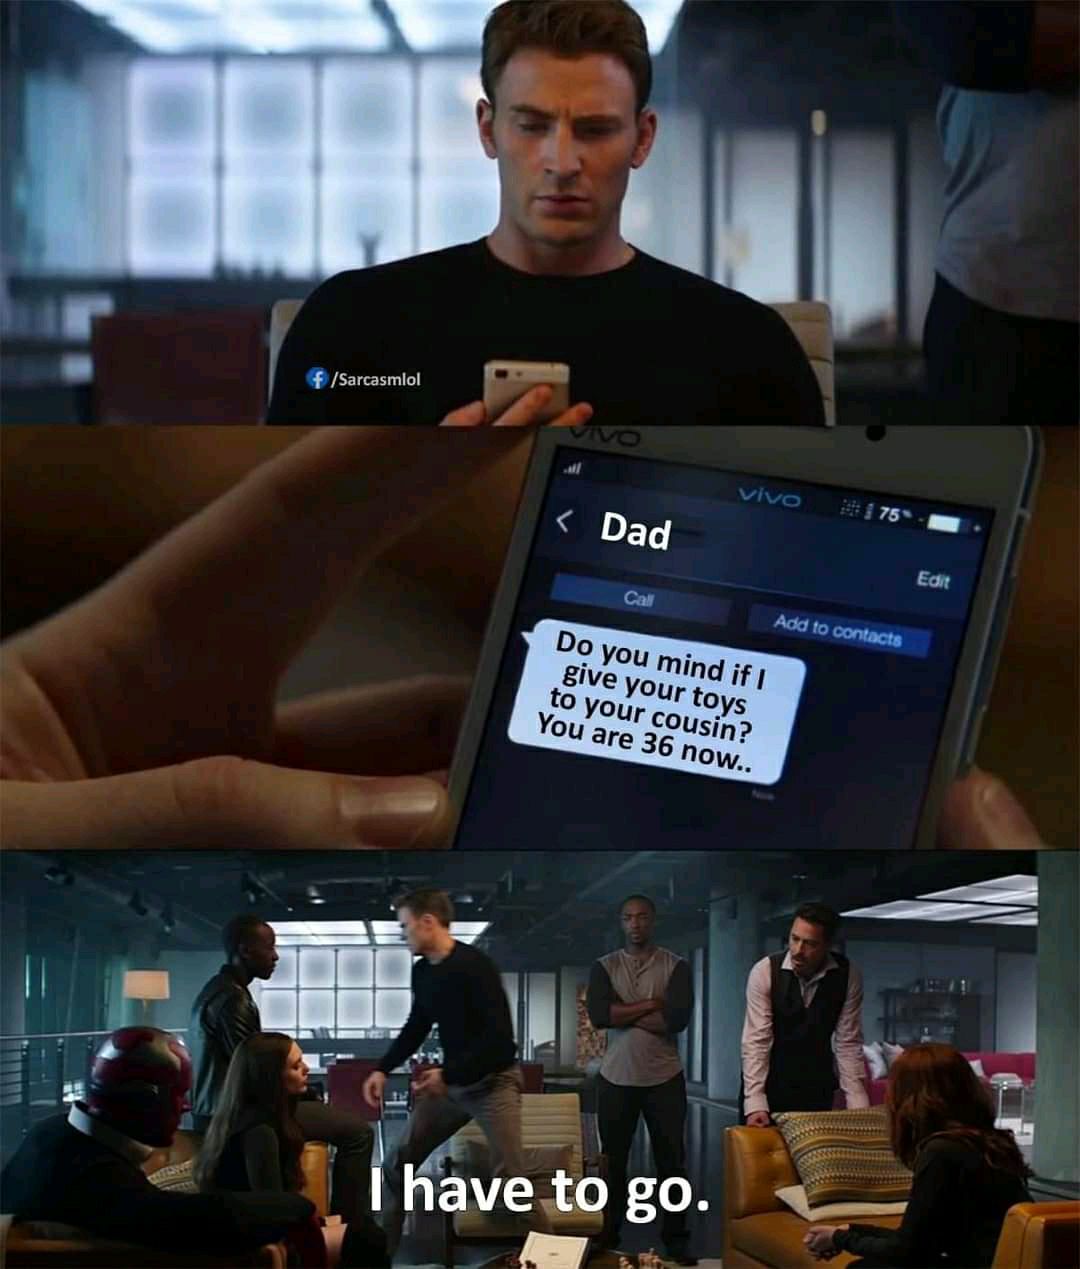 /Sarcasmlol
vivo
vivo
75%
Dad
Edit
Call
Add to contacts
Do you mind if I
give your toys
to your cousin?
You are 36 now..
Now
I have to go.